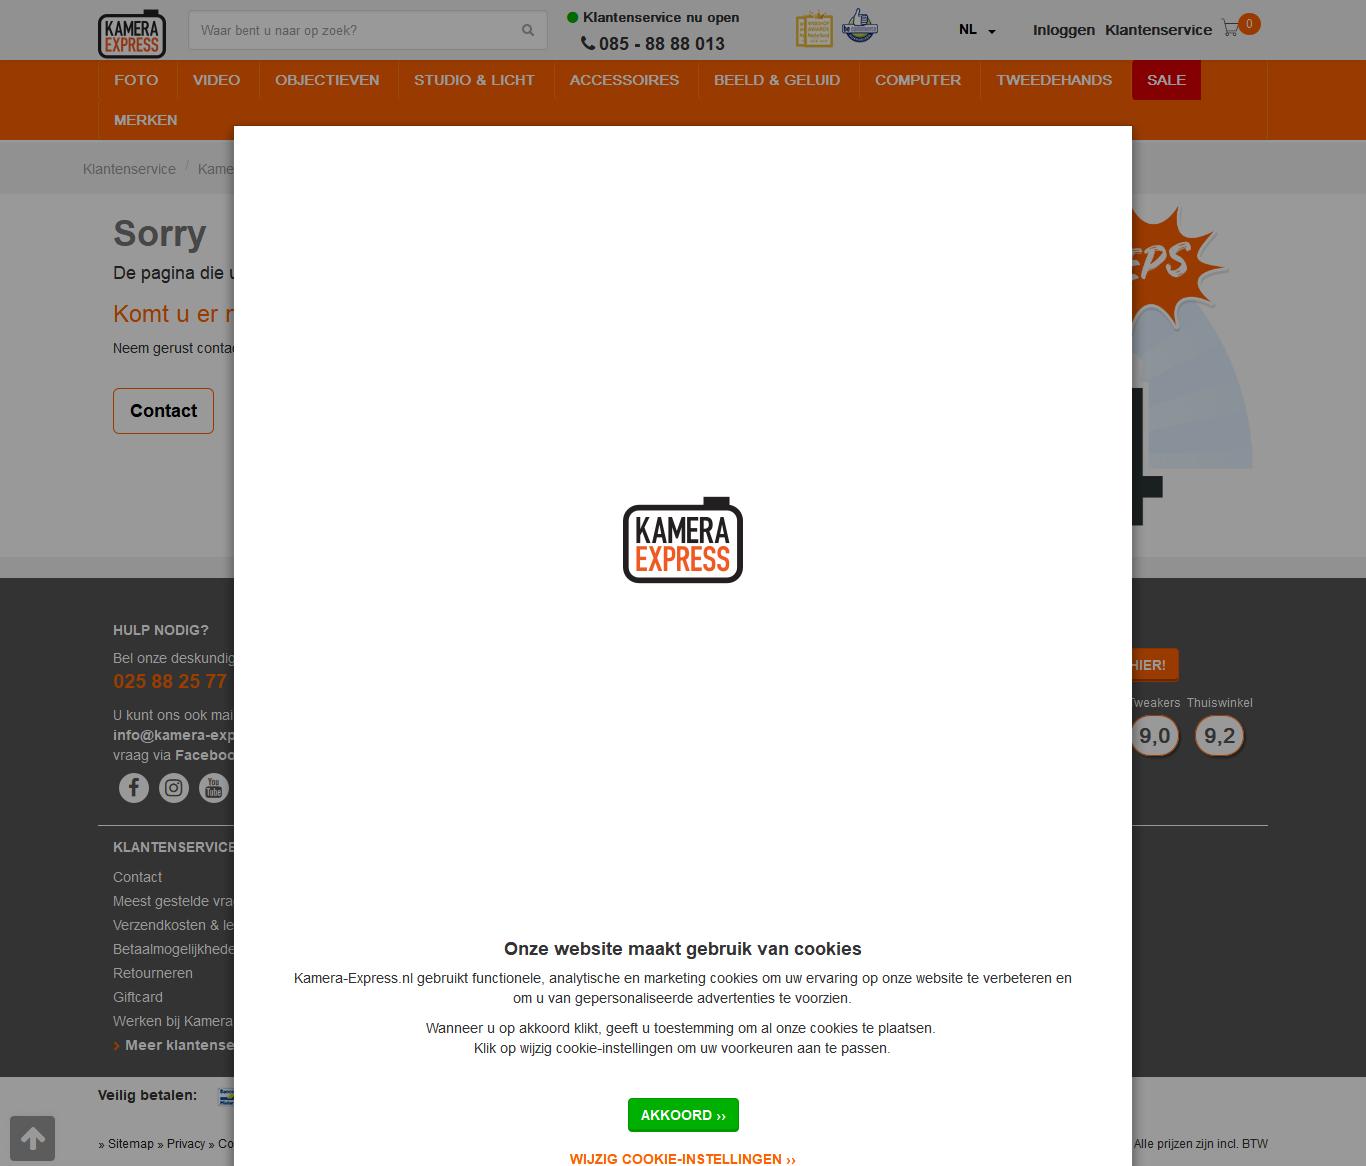 KAMERA
EXPRESS
Waar bent u naar op zoek?
Klantenservice nu open
085 - 88 88 013
NL
Inloggen
Klantenservice
0
FOTO
VIDEO
OBJECTIEVEN
STUDIO & LICHT
ACCESSOIRES
BEELD & GELUID
COMPUTER
TWEEDEHANDS
SALE
MERKEN
Klantenservice / Kame
Sorry
De pagina die u
Komt u er n
Neem gerust conta
Contact
EPS
KAMERA
EXPRESS
HULP NODIG?
Bel onze deskundig
025 88 25 77
U kunt ons ook mai
info@kamera-exp
vraag via Faceboo
You
Tube
HIER!
Tweakers Thuiswinkel
9,0 9,2
KLANTENSERVICE
Contact
Meest gestelde vra
Verzendkosten & le
Betaalmogelijkhede
Retourneren
Giftcard
Werken bij Kamera
Meer klantense
Onze website maakt gebruik van cookies
Kamera-Express.nl gebruikt functionele, analytische en marketing cookies om uw ervaring op onze website te verbeteren en
om u van gepersonaliseerde advertenties te voorzien.
Wanneer u op akkoord klikt, geeft u toestemming om al onze cookies te plaatsen.
Klik op wijzig cookie-instellingen om uw voorkeuren aan te passen.
AKKOORD ››
WIJZIG COOKIE-INSTELLINGEN ››
Veilig betalen:
» Sitemap » Privacy » Co
Alle prijzen zijn incl. BTW